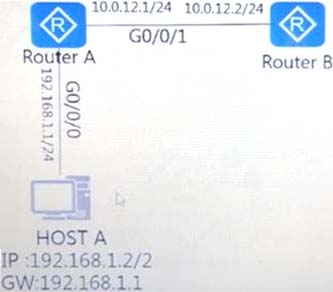 10.0.12.1/24 10.0.12.2/24
R
R
G0/0/1
Router A
Router B
192.168.1.1/24
G0/0/0
HOST A
IP :192.168.1.2/2
GW:192.168.1.1